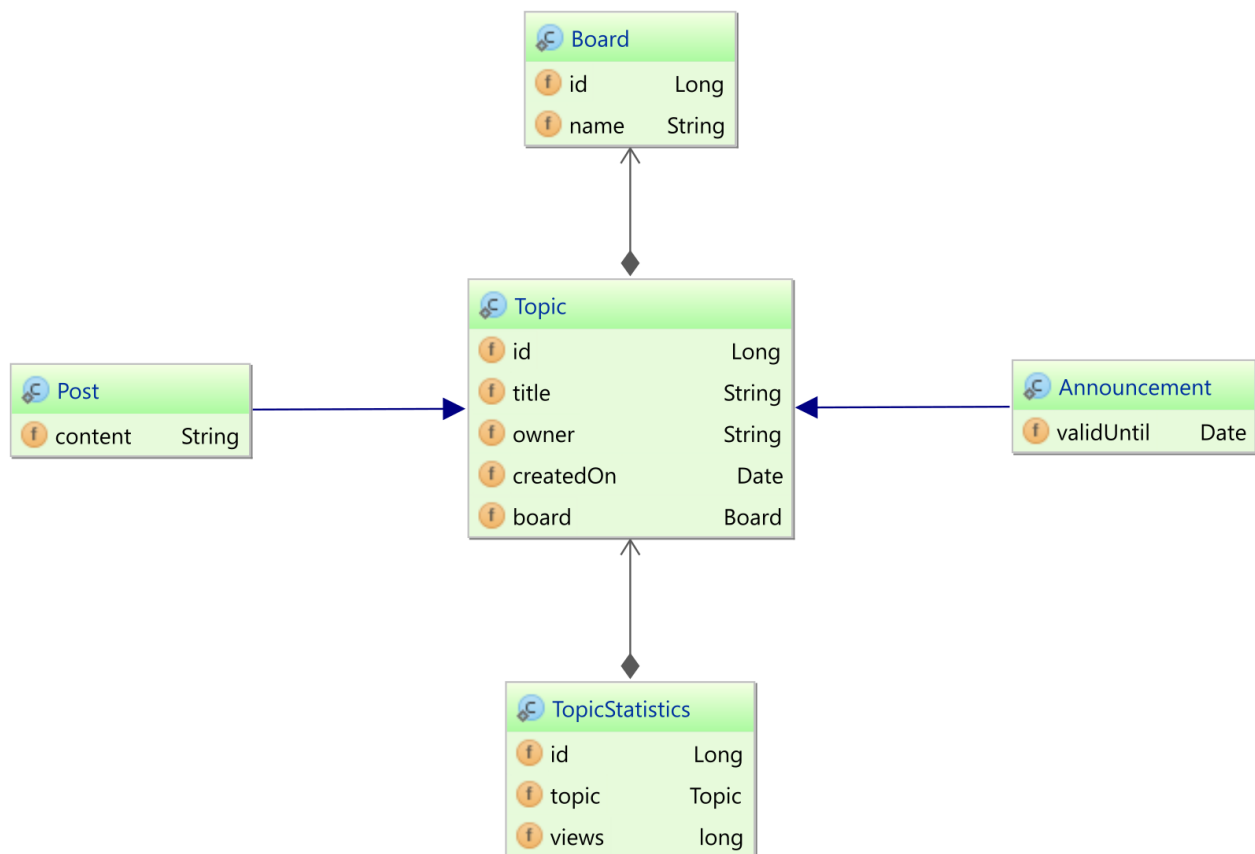 Board
id Long
name String
Topic
id Long
title String
owner String
createdOn Date
board Board
Post
content String
Announcement
validUntil Date
TopicStatistics
id Long
topic Topic
views long